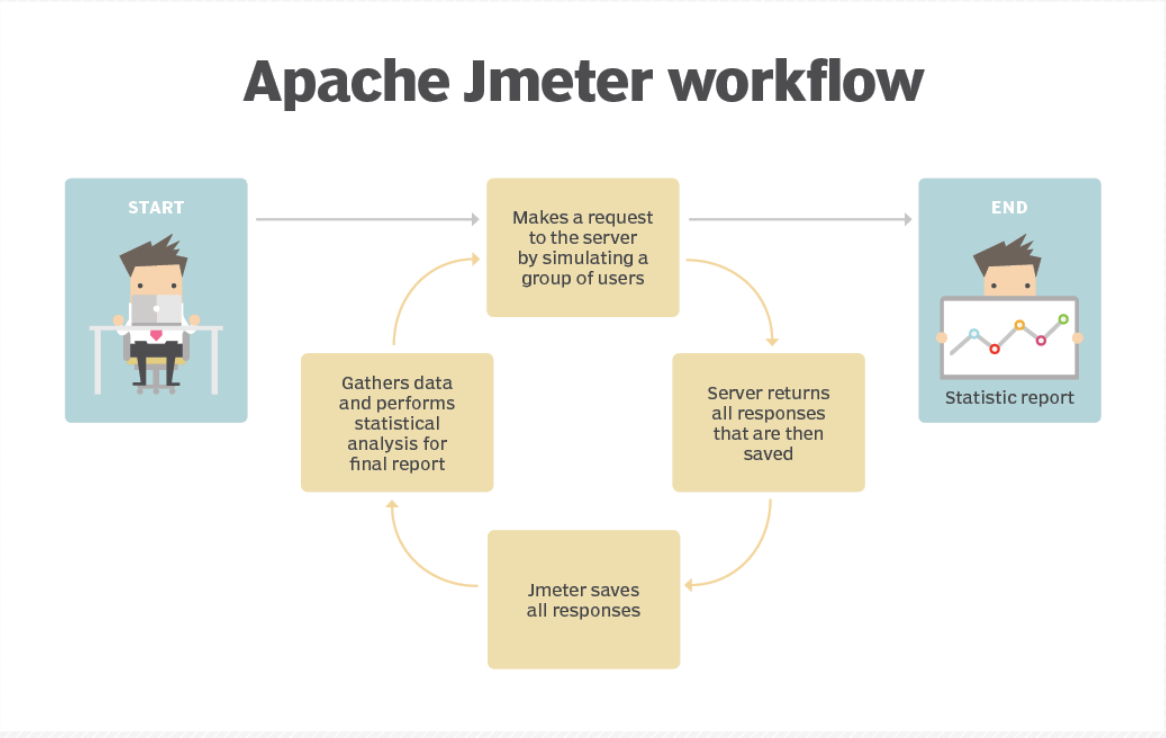 Apache Jmeter workflow
START
Makes a request
to the server
by simulating a
group of users
END
Statistic report
Gathers data
and performs
statistical
analysis for
final report
Server returns
all responses
that are then
saved
Jmeter saves
all responses